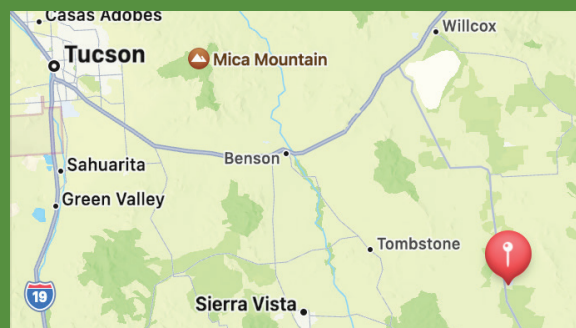 Casas Adobes
Willcox
Tucson
Mica Mountain
Benson
Sahuarita
Green Valley
Tombstone
19
Sierra Vista